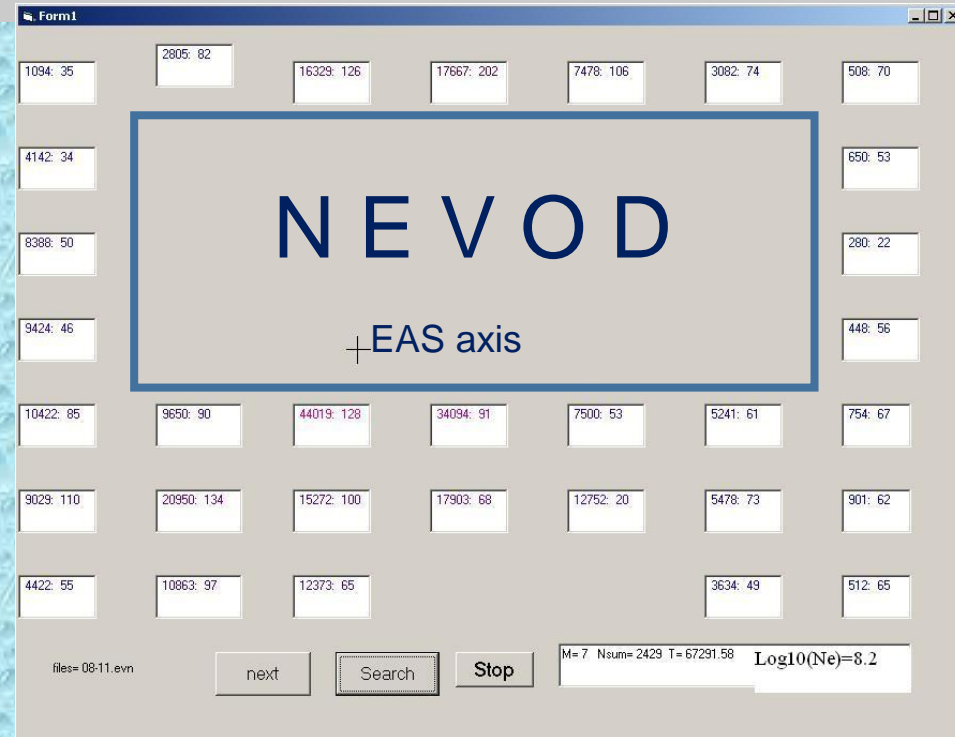 Form1
2805: 82
1094: 35 16329: 126 17667: 202 7478: 106 3082: 74 508: 70
4142: 34 650: 53
N E V O D
8388: 50 280: 22
9424: 46 EAS axis 448: 56
10422: 85 9650: 90 44019: 128 34094: 91 7500: 53 5241: 61 754: 67
9029: 110 20950: 134 15272: 100 17903: 68 12752: 20 5478: 73 901: 62
4422: 55 10863: 97 12373: 65 3634: 49 512: 65
files= 08-11.evn next Search Stop M= 7 Nsum= 2429 T= 67291.58 Log10(Ne)=8.2